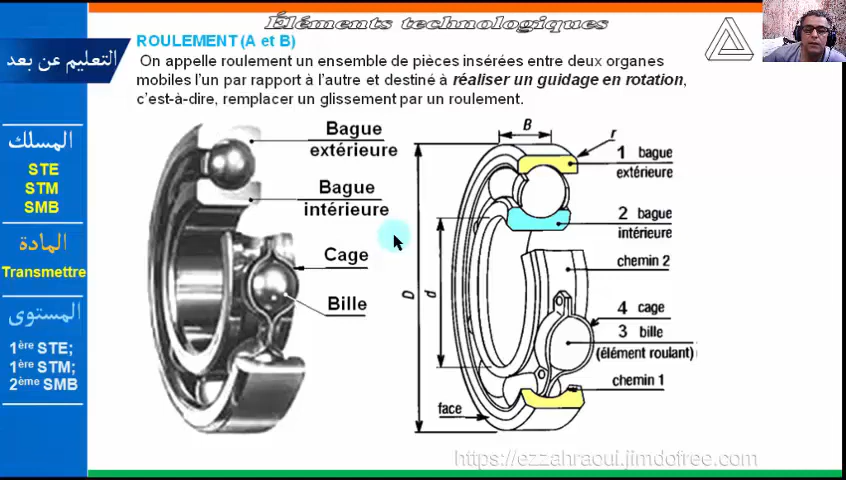 Éléments technologiques
التعليم عن بعد
المسلك
STE
STM
SMB
المادة
Transmettre
المستوى
1ère STE;
1ère STM;
2ème SMB
ROULEMENT (A et B)
On appelle roulement un ensemble de pièces insérées entre deux organes
mobiles l'un par rapport à l'autre et destiné à réaliser un guidage en rotation,
c'est-à-dire, remplacer un glissement par un roulement.
Bague
extérieure
Bague
intérieure
Cage
Bille
B
r
D
d
1 bague
extérieure
2 bague
intérieure
chemin 2
4 cage
3 bille
(élément roulant)
chemin 1
face
https://ezzahraoui.jimdofree.com